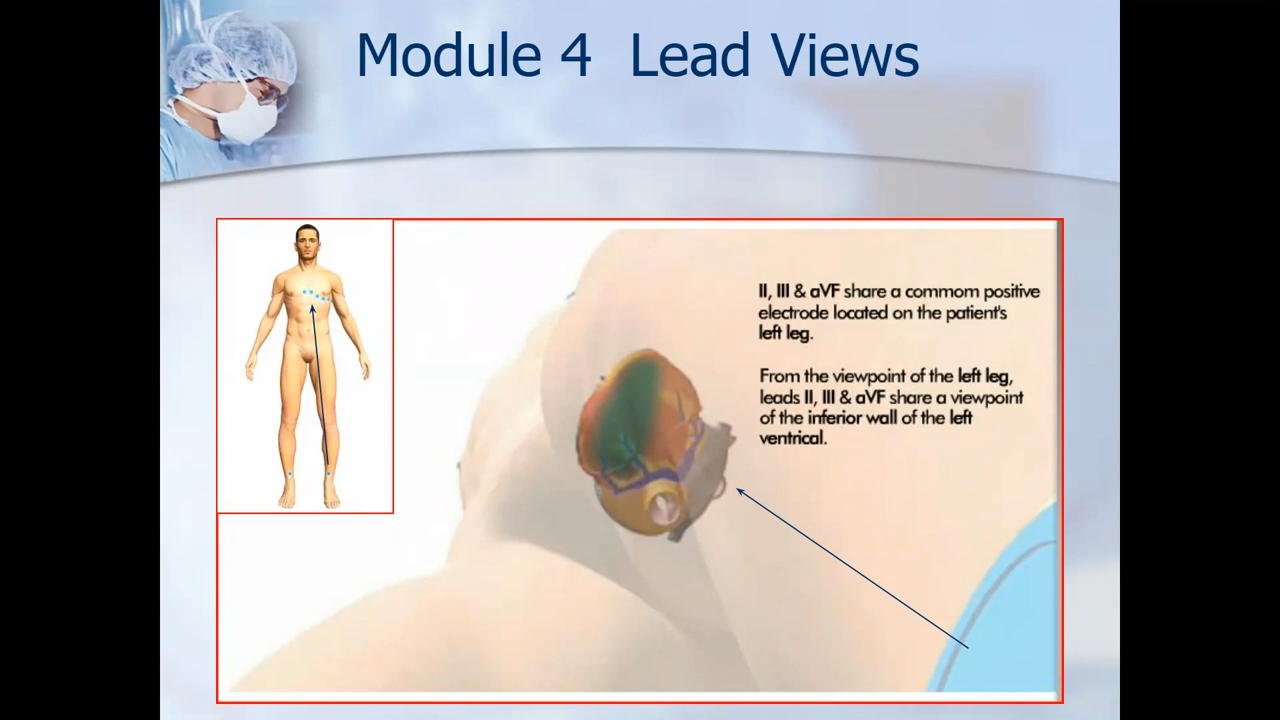 Module 4 Lead Views
II, III & aVF share a commom positive
electrode located on the patient's
left leg.
From the viewpoint of the left leg,
leads II, III & aVF share a viewpoint
of the inferior wall of the left
ventrical.